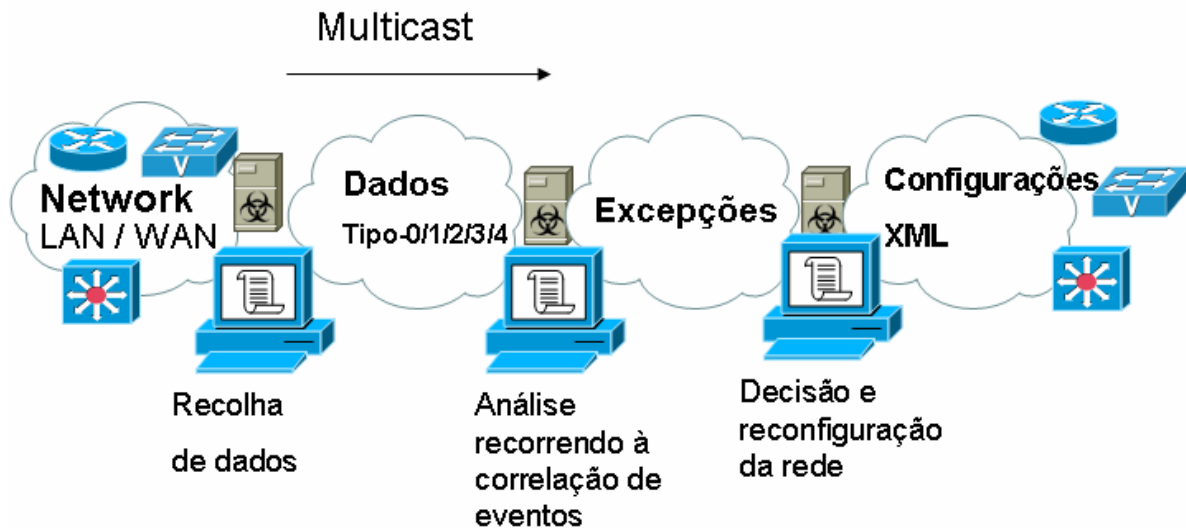 Multicast
Network
LAN / WAN
V
Dados
Tipo-0/1/2/3/4
Excepções
Configurações
XML
V
Recolha
de dados
Análise
recorrendo à
correlação de
eventos
Decisão e
reconfiguração
da rede